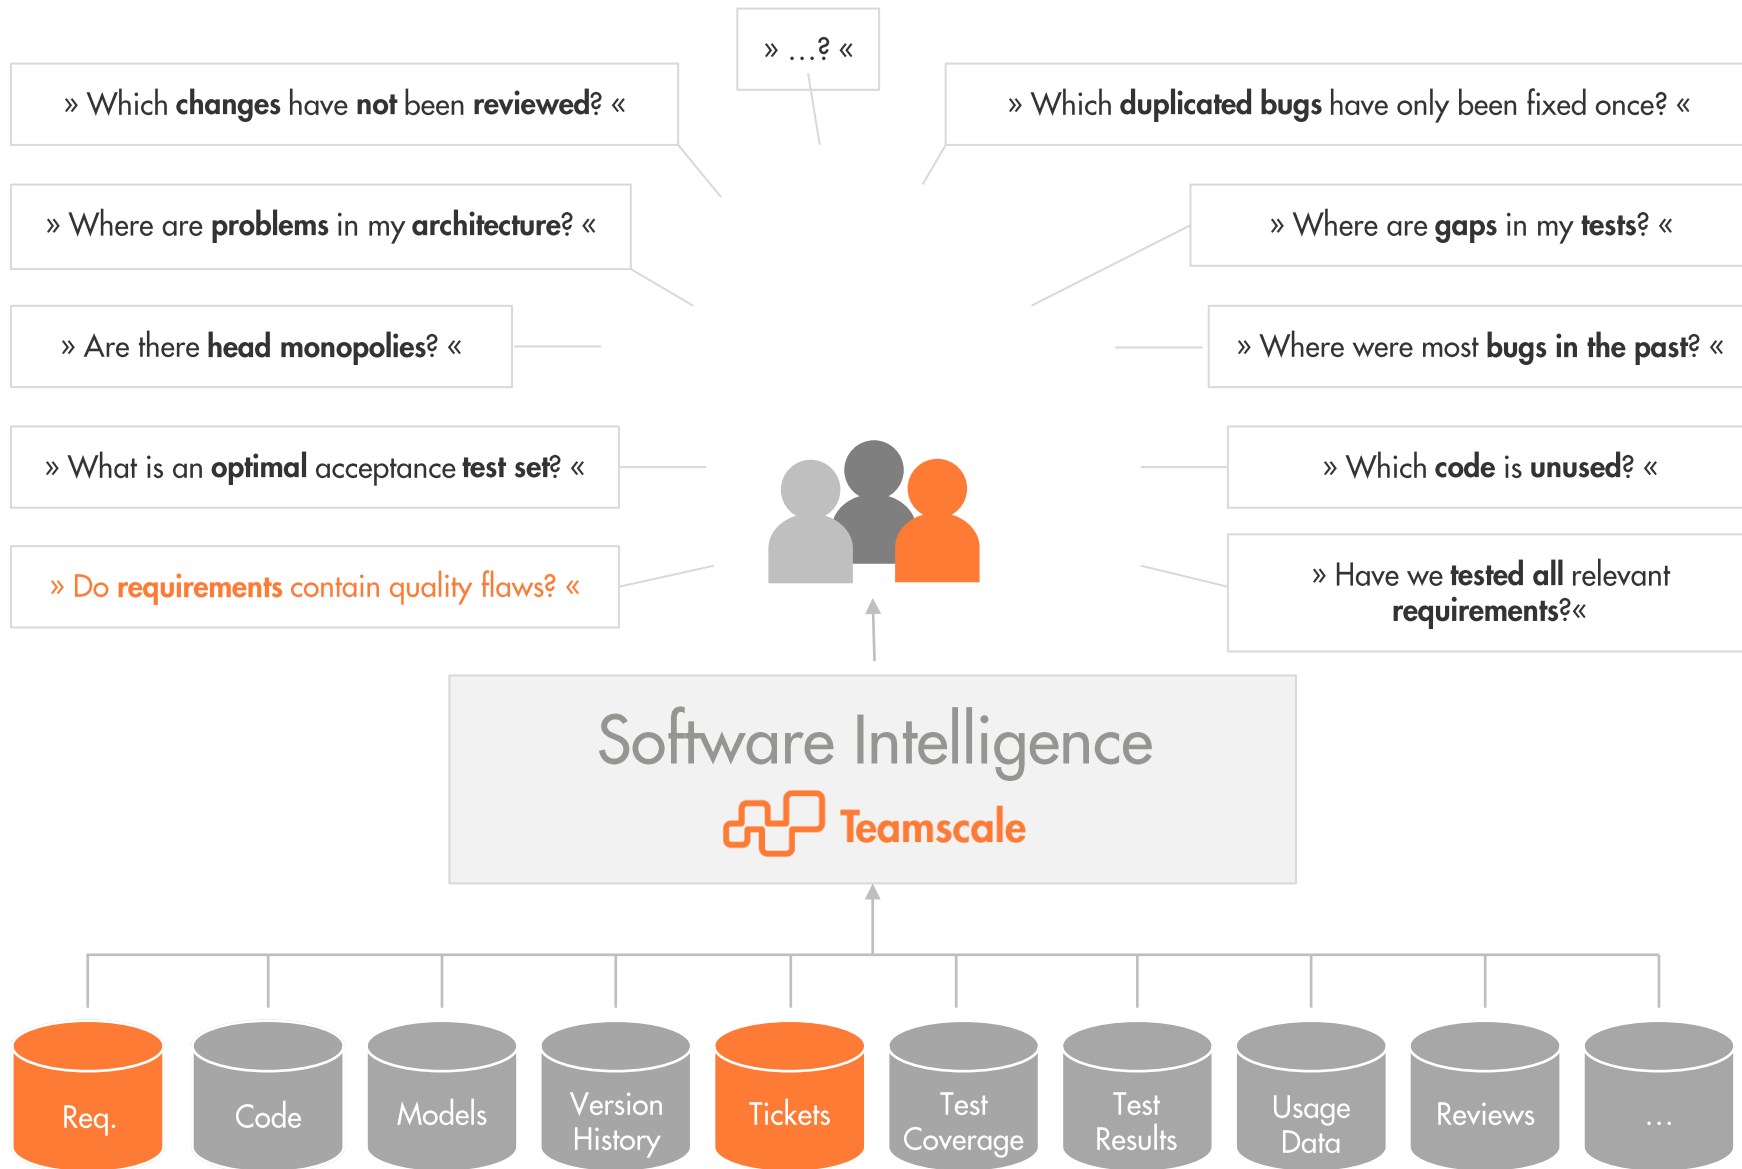 » ...? «
» Which changes have not been reviewed? «
» Which duplicated bugs have only been fixed once? «
» Where are problems in my architecture? «
» Where are gaps in my tests? «
» Are there head monopolies? «
» Where were most bugs in the past? «
» What is an optimal acceptance test set? «
» Which code is unused? «
» Do requirements contain quality flaws? «
» Have we tested all relevant
requirements?«
Software Intelligence
Teamscale
Req.
Code
Models
Version
History
Tickets
Test
Coverage
Test
Results
Usage
Data
Reviews
...